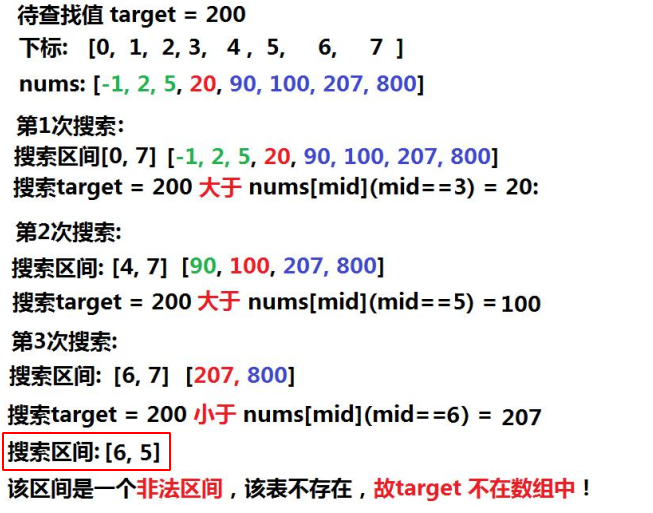 待查找值 target = 200
下标: [0, 1, 2, 3, 4 , 5, 6, 7 ]
nums: [-1, 2, 5, 20, 90, 100, 207, 800]
第1次搜索:
搜索区间[0, 7] [-1, 2, 5, 20, 90, 100, 207, 800]
搜索target = 200 大于 nums[mid](mid==3) = 20:
第2次搜索:
搜索区间: [4, 7] [90, 100, 207, 800]
搜索target = 200 大于 nums[mid](mid==5) =100
第3次搜索:
搜索区间: [6, 7] [207, 800]
搜索target = 200 小于 nums[mid](mid==6) = 207
搜索区间: [6, 5]
该区间是一个非法区间，该表不存在，故target 不在数组中！